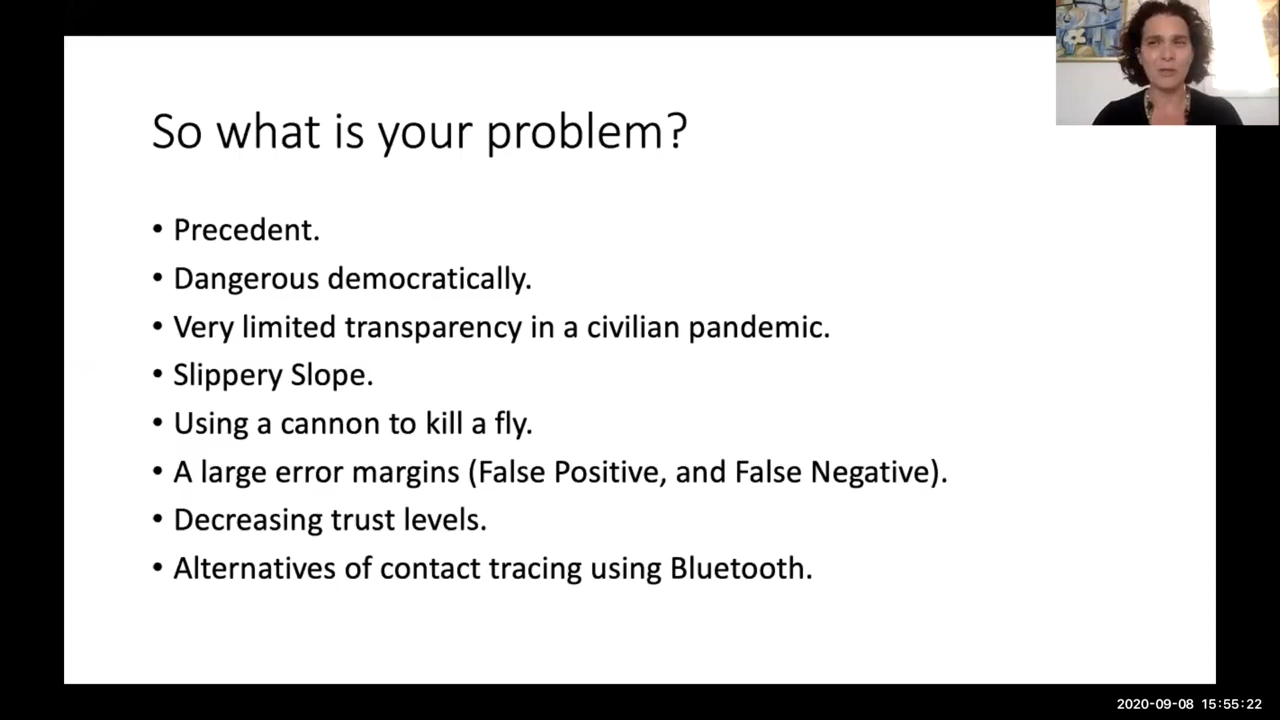 So what is your problem?
• Precedent.
• Dangerous democratically.
• Very limited transparency in a civilian pandemic.
• Slippery Slope.
• Using a cannon to kill a fly.
• A large error margins (False Positive, and False Negative).
• Decreasing trust levels.
• Alternatives of contact tracing using Bluetooth.
2020-09-08 15:55:22